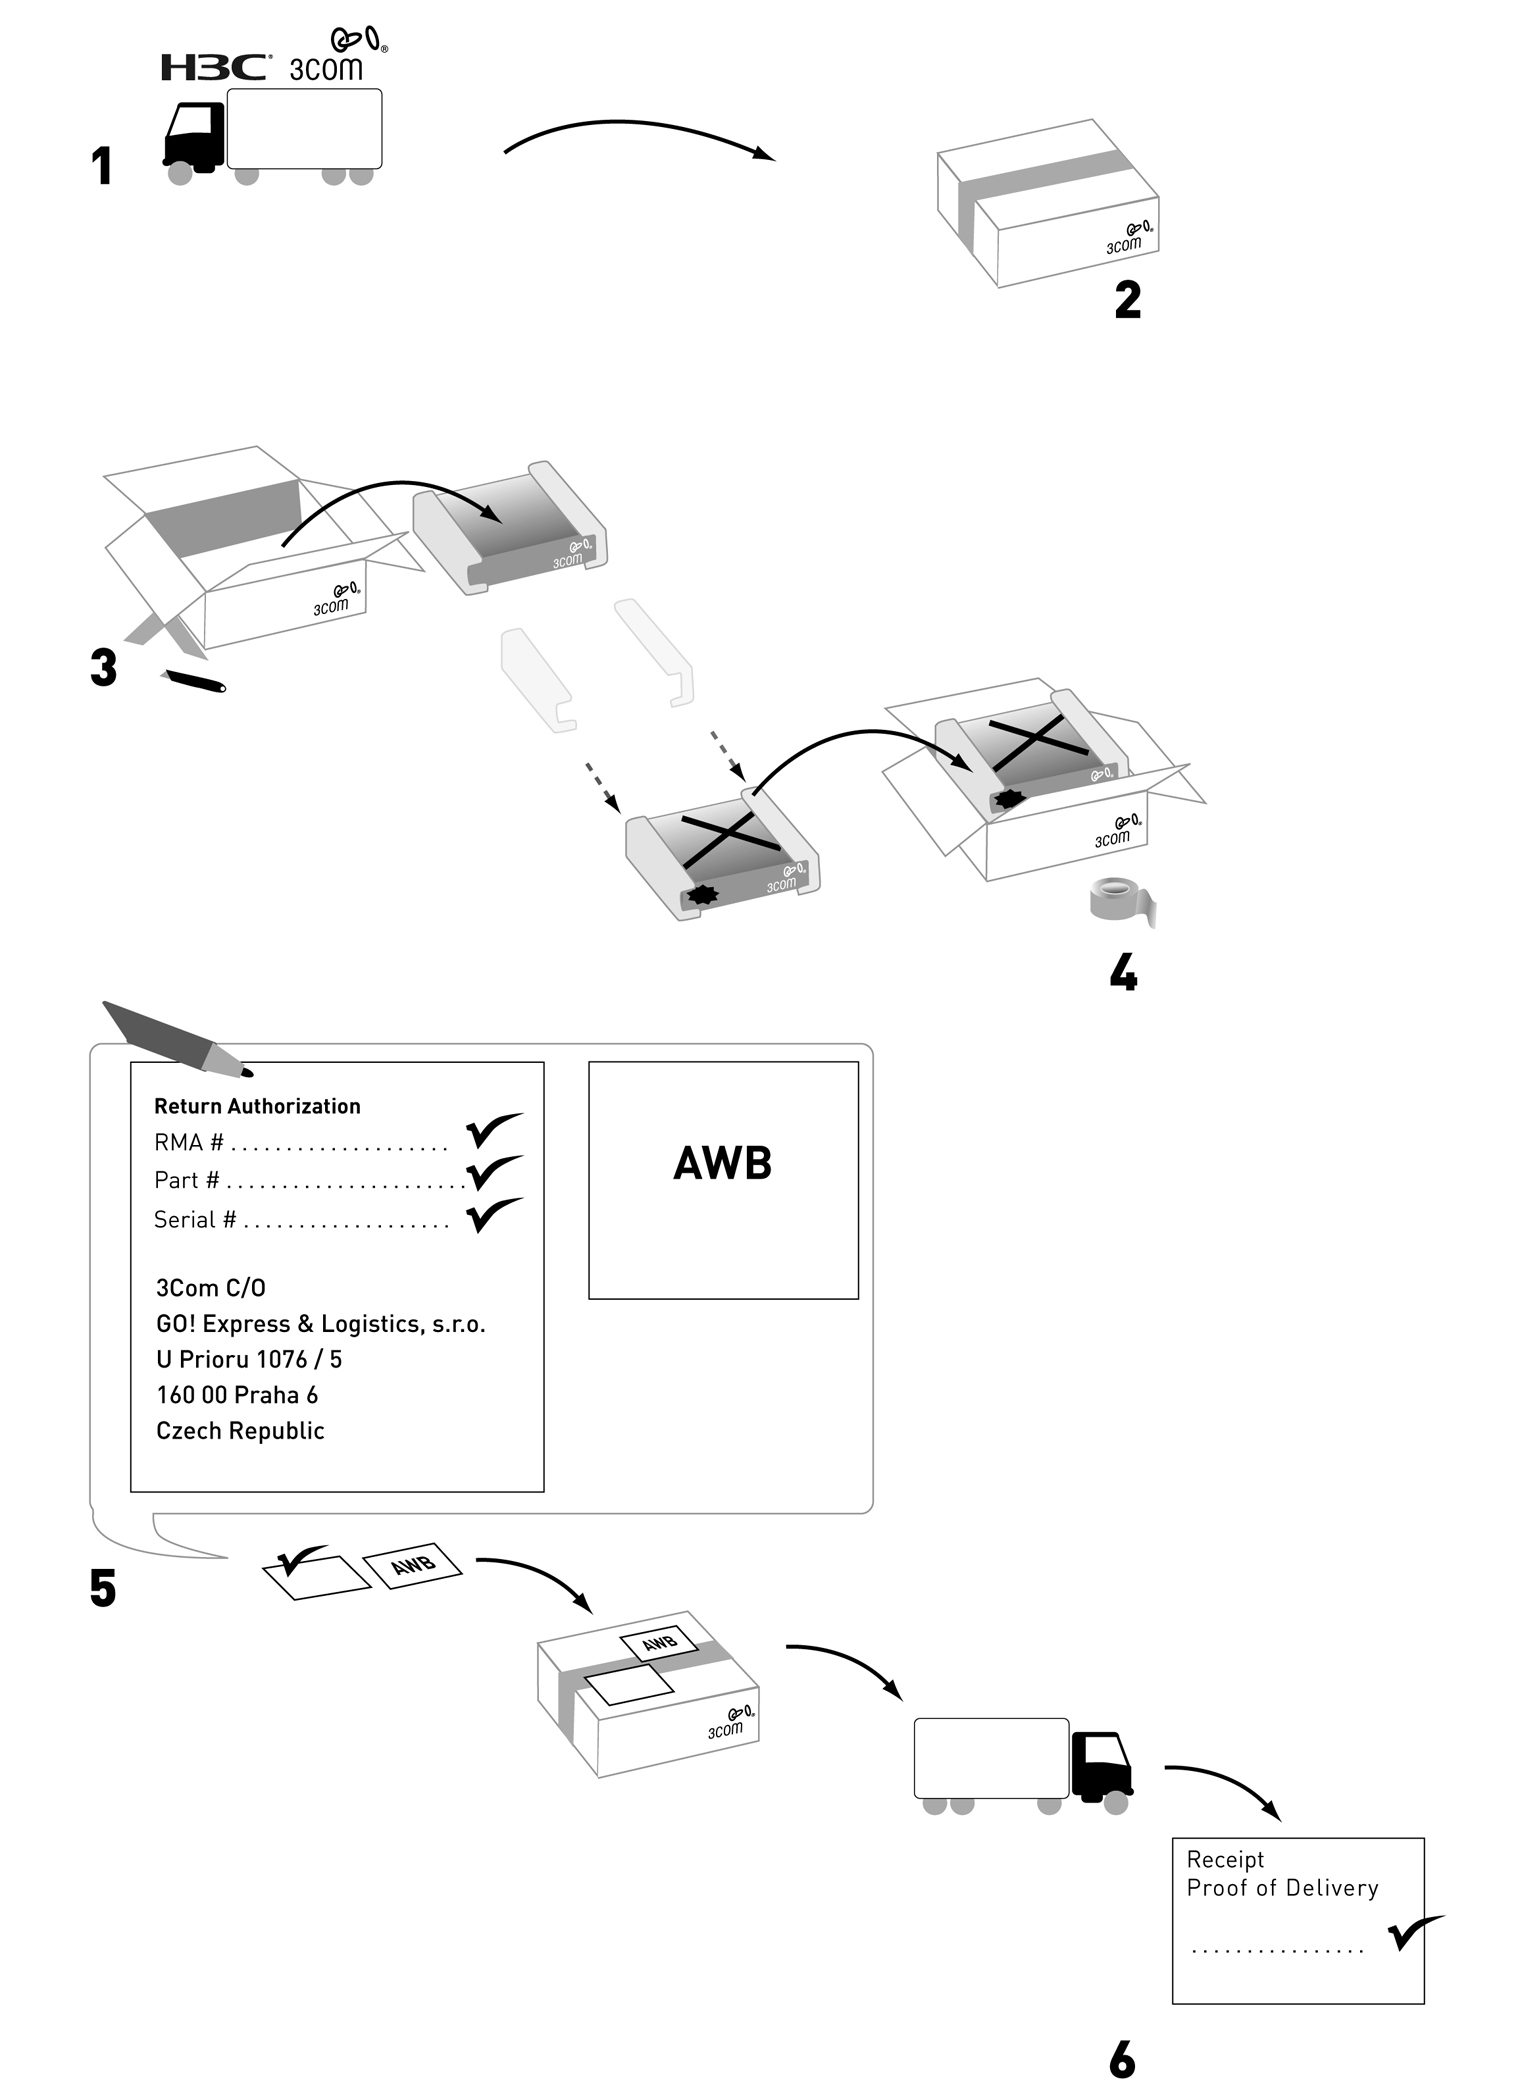 H3C® 3COM®
1
3COM®
2
3COM®
3COM®
3
3COM®
3COM®
4
Return Authorization
RMA # ....................
Part # ......................
Serial # ...................
3Com C/O
GO! Express & Logistics, s.r.o.
U Prioru 1076 / 5
160 00 Praha 6
Czech Republic
AWB
5
AWB
AWB
3COM®
Receipt
Proof of Delivery
................
6